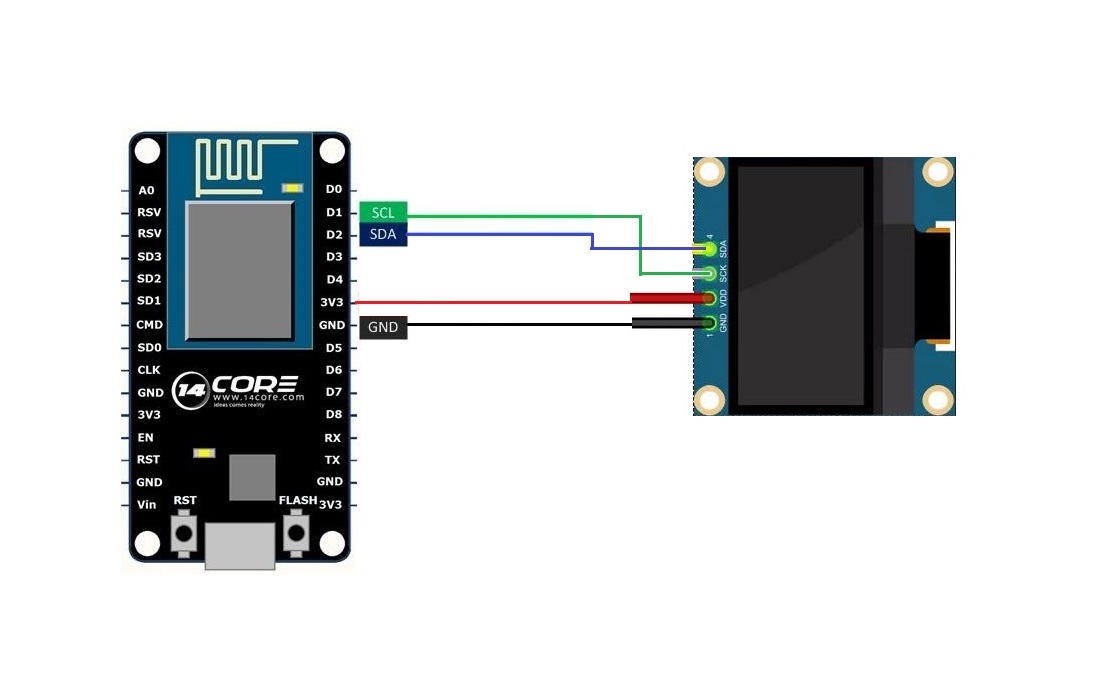 A0
RSV
RSV
SD3
SD2
SD1
CMD
SD0
CLK
GND
3V3
EN
RST
GND
Vin
14
CORE
www.14core.com
ideas comes reality
RST
FLASH
D0
D1
D2
D3
D4
3V3
GND
D5
D6
D7
D8
RX
TX
GND
3V3
SCL
SDA
GND
4
SDA
SCK
VDD
GND
1